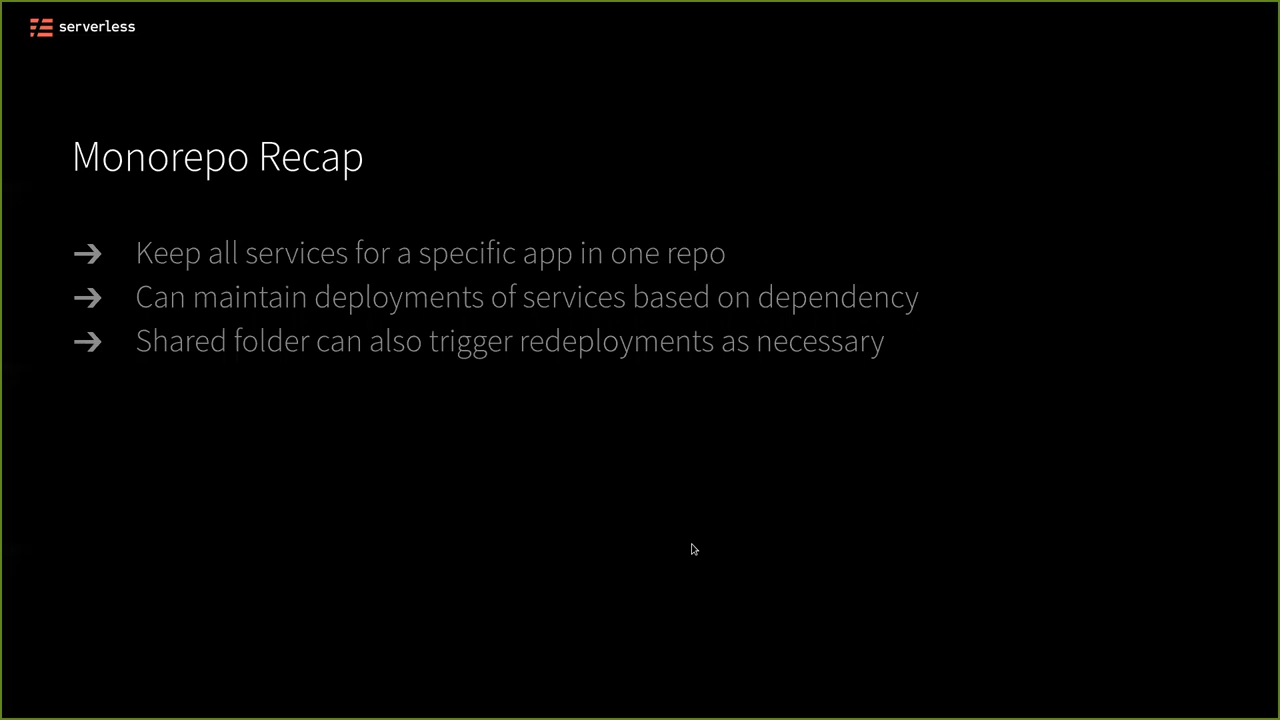 serverless
Monorepo Recap
➔ Keep all services for a specific app in one repo
➔ Can maintain deployments of services based on dependency
➔ Shared folder can also trigger redeployments as necessary